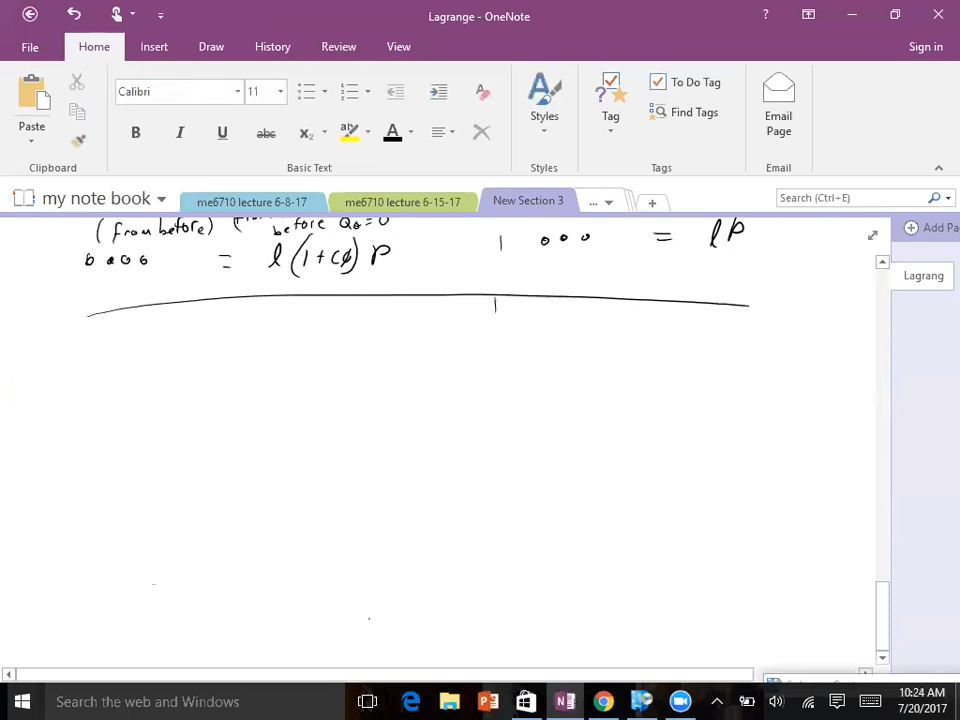 Lagrange - OneNote
?
File
Home
Insert
Draw
History
Review
View
Sign in
Paste
Calibri
11
B I U abc x₂ A
Styles
Tag
To Do Tag
Find Tags
Email Page
Clipboard
Basic Text
Styles
Tags
Email
my note book
me6710 lecture 6-8-17
me6710 lecture 6-15-17
New Section 3
...
+
Search (Ctrl+E)
Add Pa
Lagrang
(from before)
before Qθ=0
= l(1+cϕ) P
= lP
Search the web and Windows
10:24 AM
7/20/2017